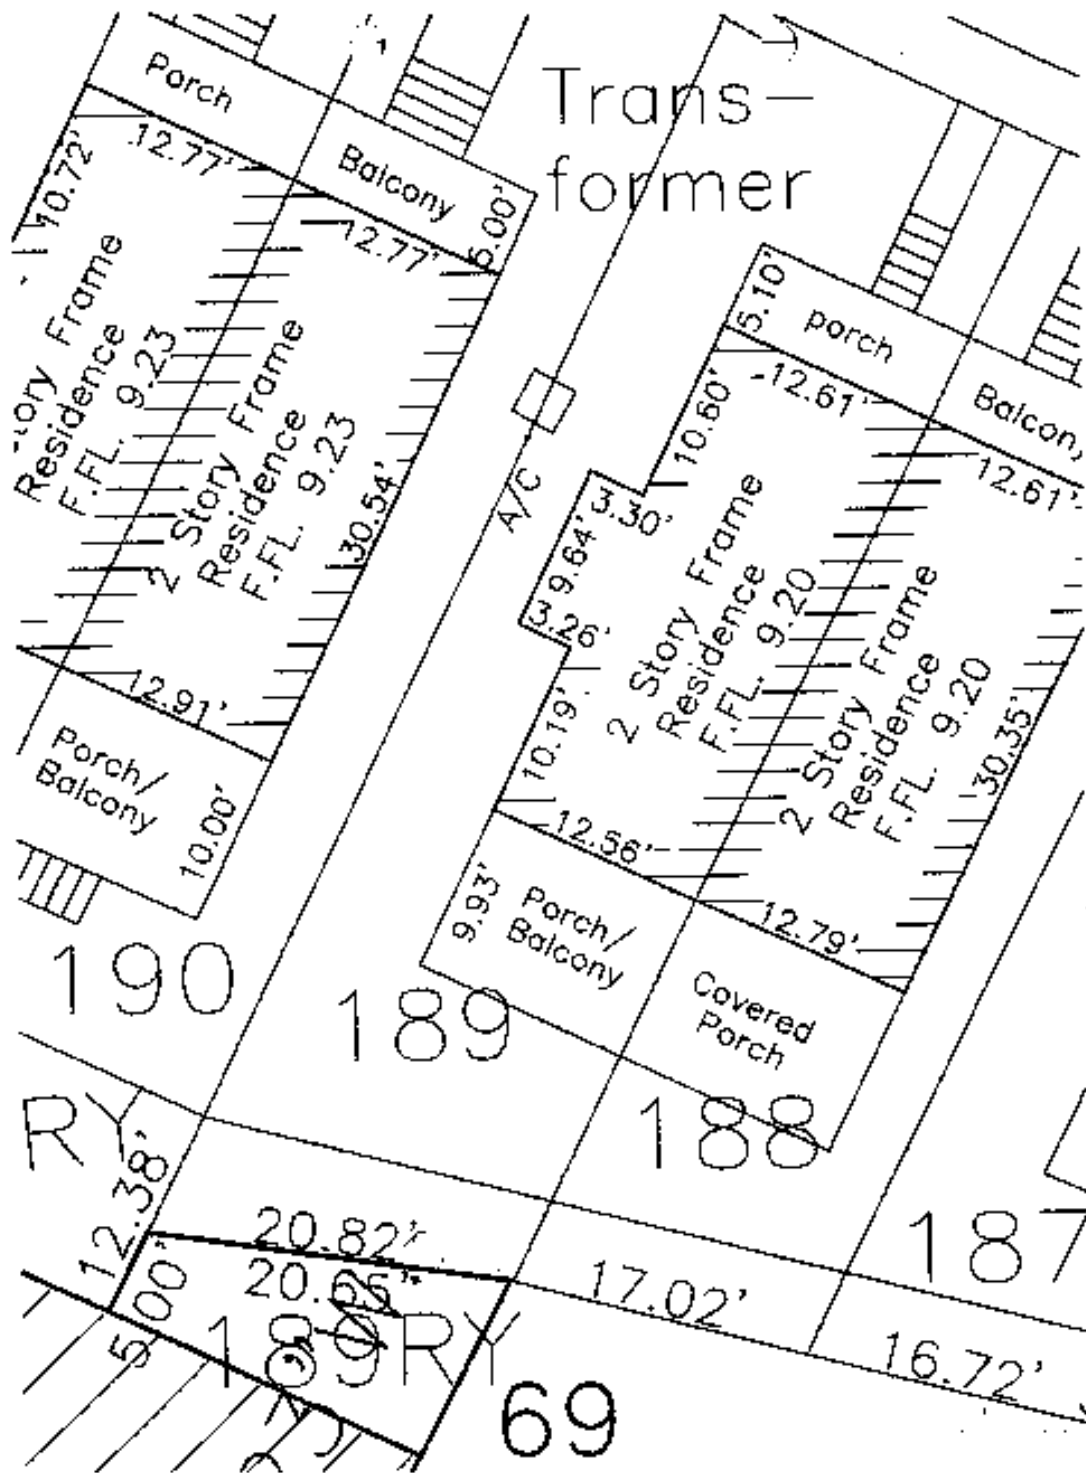 Trans-
former
Porch
Balcony
12.77'
10.72'
12.77'
6.00'
Story Frame
Residence
F.FL. 9.23
2 Story Frame
Residence
F.FL. 9.23
30.54'
12.91'
Porch/
Balcony
10.00'
190
A/C
5.10'
porch
Balcon
12.61'
12.61'
10.60'
3.30'
9.64'
3.26'
10.19'
2 Story Frame
Residence
F.FL. 9.20
2 Story Frame
Residence
F.FL. 9.20
30.35'
12.56'
12.79'
9.93'
Porch/
Balcony
Covered
Porch
189
188
187
RY
12.38'
20.82'
20.65'
5.00'
189RY
17.02'
16.72'
69